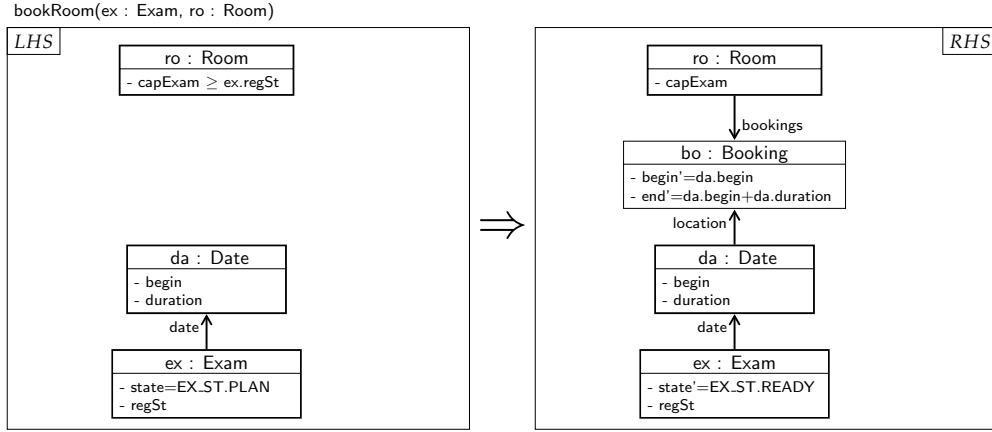 bookRoom(ex : Exam, ro : Room)
LHS
ro : Room
- capExam ≥ ex.regSt
da : Date
- begin
- duration
date
ex : Exam
- state=EX_ST.PLAN
- regSt
⇒
RHS
ro : Room
- capExam
bookings
bo : Booking
- begin'=da.begin
- end'=da.begin+da.duration
location
da : Date
- begin
- duration
date
ex : Exam
- state'=EX_ST.READY
- regSt